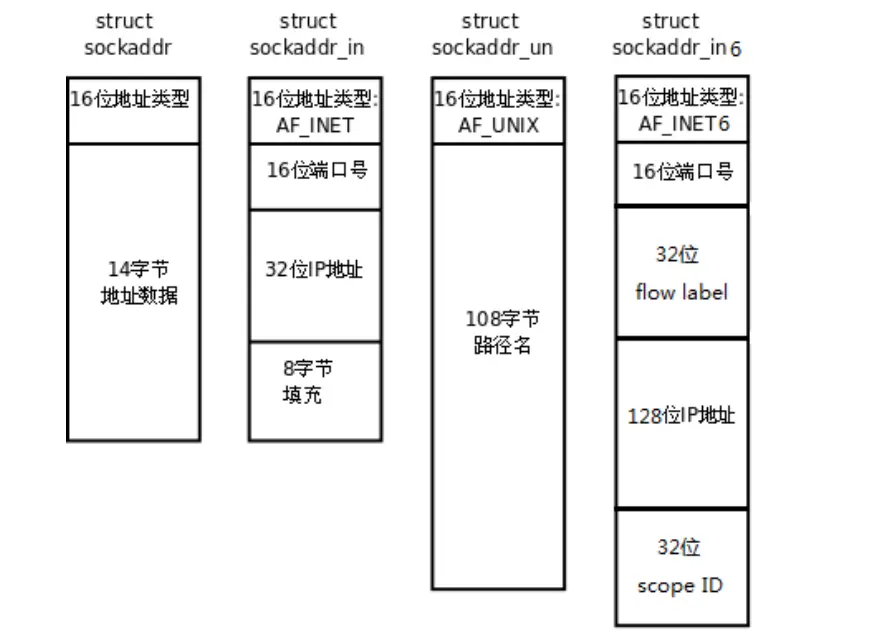 struct
sockaddr
16位地址类型
14字节
地址数据
struct
sockaddr_in
16位地址类型:
AF_INET
16位端口号
32位IP地址
8字节
填充
struct
sockaddr_un
16位地址类型:
AF_UNIX
108字节
路径名
struct
sockaddr_in6
16位地址类型:
AF_INET6
16位端口号
32位
flow label
128位IP地址
32位
scope ID